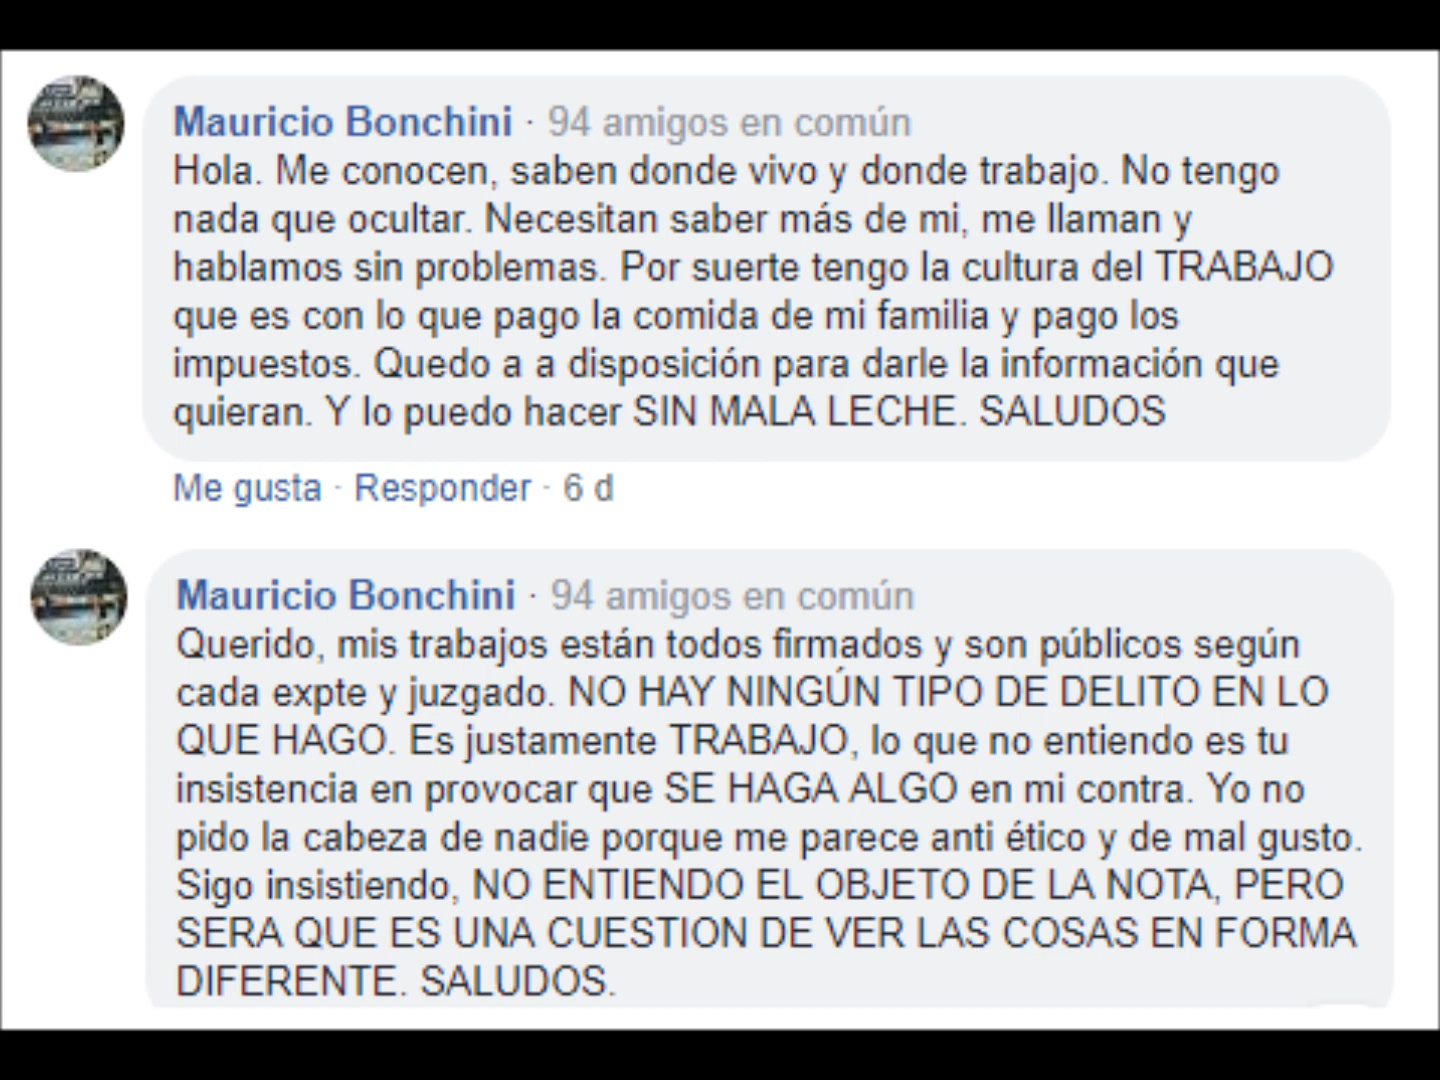 Mauricio Bonchini · 94 amigos en común
Hola. Me conocen, saben donde vivo y donde trabajo. No tengo
nada que ocultar. Necesitan saber más de mi, me llaman y
hablamos sin problemas. Por suerte tengo la cultura del TRABAJO
que es con lo que pago la comida de mi familia y pago los
impuestos. Quedo a a disposición para darle la información que
quieran. Y lo puedo hacer SIN MALA LECHE. SALUDOS
Me gusta · Responder · 6 d
Mauricio Bonchini · 94 amigos en común
Querido, mis trabajos están todos firmados y son públicos según
cada expte y juzgado. NO HAY NINGÚN TIPO DE DELITO EN LO
QUE HAGO. Es justamente TRABAJO, lo que no entiendo es tu
insistencia en provocar que SE HAGA ALGO en mi contra. Yo no
pido la cabeza de nadie porque me parece anti ético y de mal gusto.
Sigo insistiendo, NO ENTIENDO EL OBJETO DE LA NOTA, PERO
SERA QUE ES UNA CUESTION DE VER LAS COSAS EN FORMA
DIFERENTE. SALUDOS.